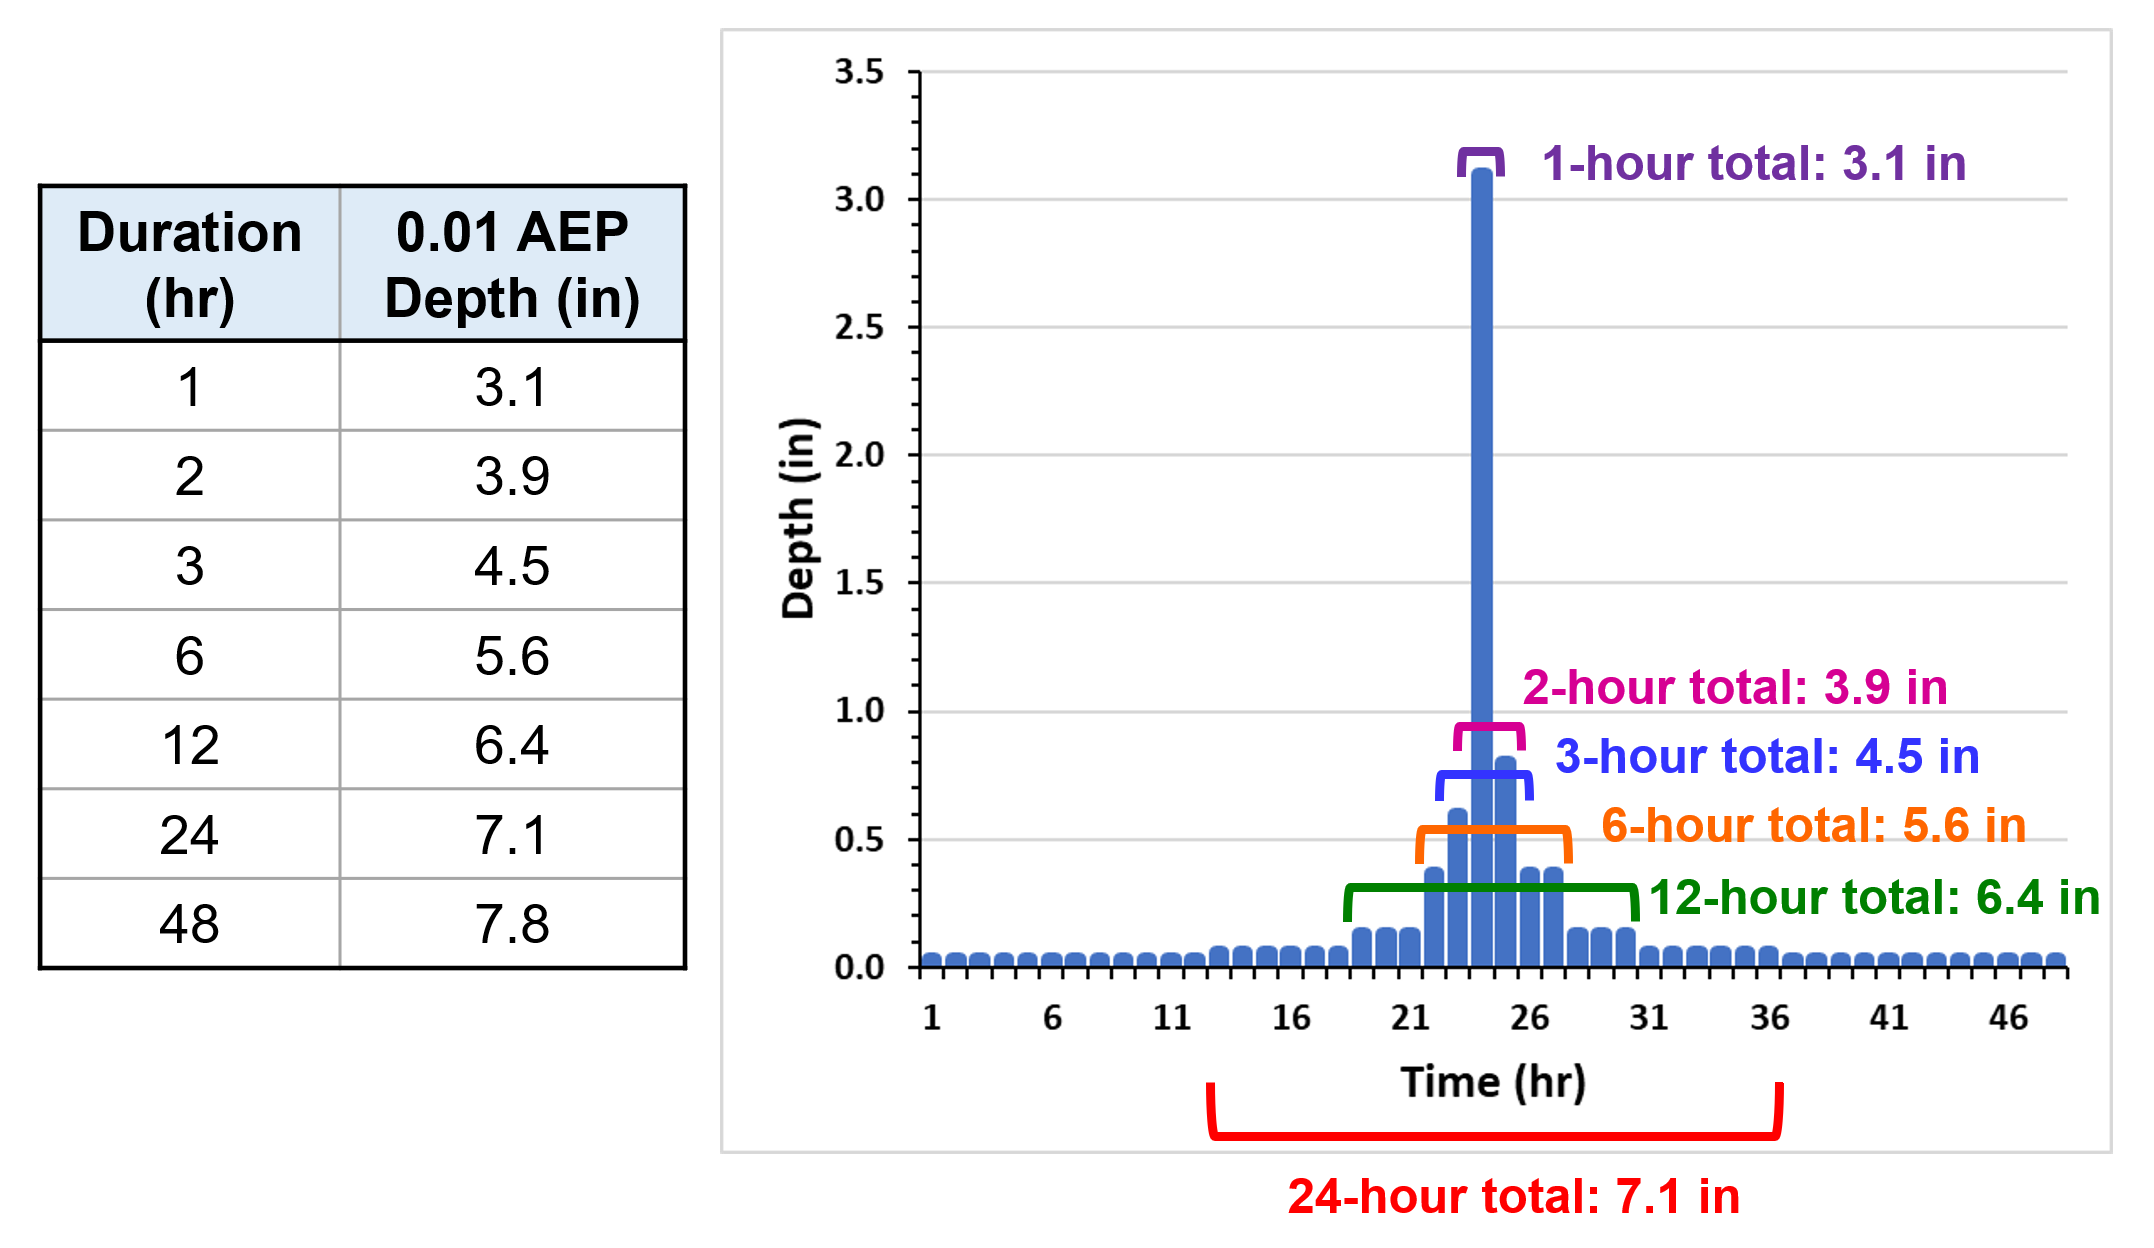 Duration
(hr)
0.01 AEP
Depth (in)
1
3.1
2
3.9
3
4.5
6
5.6
12
6.4
24
7.1
48
7.8
3.5
3.0
2.5
2.0
1.5
1.0
0.5
0.0
Depth (in)
1-hour total: 3.1 in
2-hour total: 3.9 in
3-hour total: 4.5 in
6-hour total: 5.6 in
12-hour total: 6.4 in
1 6 11 16 21 26 31 36 41 46
Time (hr)
24-hour total: 7.1 in